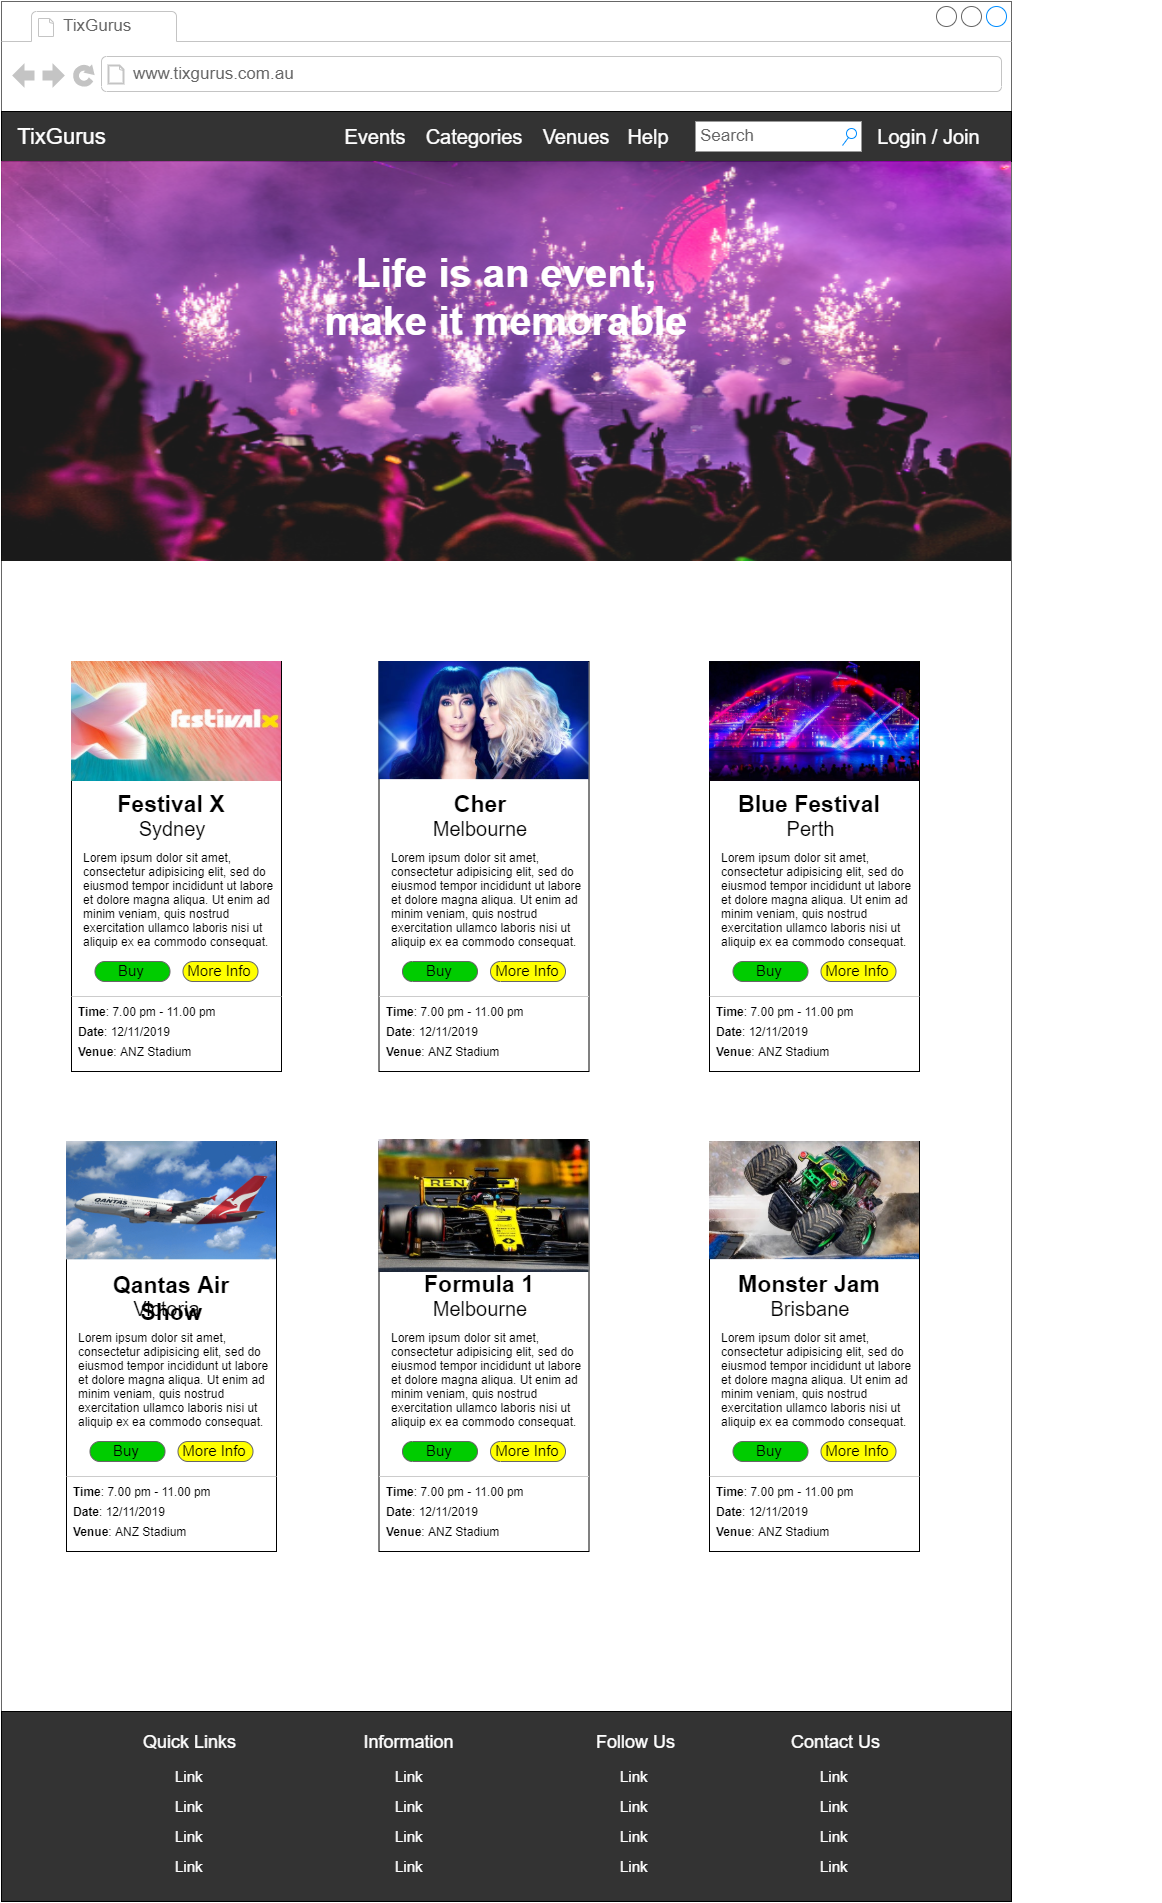 TixGurus
www.tixgurus.com.au
TixGurus Events Categories Venues Help Search Login / Join
Life is an event,
make it memorable
festivalx
Festival X
Sydney
Lorem ipsum dolor sit amet,
consectetur adipisicing elit, sed do
eiusmod tempor incididunt ut labore
et dolore magna aliqua. Ut enim ad
minim veniam, quis nostrud
exercitation ullamco laboris nisi ut
aliquip ex ea commodo consequat.
Buy More Info
Time: 7.00 pm - 11.00 pm
Date: 12/11/2019
Venue: ANZ Stadium
Cher
Melbourne
Lorem ipsum dolor sit amet,
consectetur adipisicing elit, sed do
eiusmod tempor incididunt ut labore
et dolore magna aliqua. Ut enim ad
minim veniam, quis nostrud
exercitation ullamco laboris nisi ut
aliquip ex ea commodo consequat.
Buy More Info
Time: 7.00 pm - 11.00 pm
Date: 12/11/2019
Venue: ANZ Stadium
Blue Festival
Perth
Lorem ipsum dolor sit amet,
consectetur adipisicing elit, sed do
eiusmod tempor incididunt ut labore
et dolore magna aliqua. Ut enim ad
minim veniam, quis nostrud
exercitation ullamco laboris nisi ut
aliquip ex ea commodo consequat.
Buy More Info
Time: 7.00 pm - 11.00 pm
Date: 12/11/2019
Venue: ANZ Stadium
QANTAS
Qantas Air
Show
Victoria
Lorem ipsum dolor sit amet,
consectetur adipisicing elit, sed do
eiusmod tempor incididunt ut labore
et dolore magna aliqua. Ut enim ad
minim veniam, quis nostrud
exercitation ullamco laboris nisi ut
aliquip ex ea commodo consequat.
Buy More Info
Time: 7.00 pm - 11.00 pm
Date: 12/11/2019
Venue: ANZ Stadium
3
Formula 1
Melbourne
Lorem ipsum dolor sit amet,
consectetur adipisicing elit, sed do
eiusmod tempor incididunt ut labore
et dolore magna aliqua. Ut enim ad
minim veniam, quis nostrud
exercitation ullamco laboris nisi ut
aliquip ex ea commodo consequat.
Buy More Info
Time: 7.00 pm - 11.00 pm
Date: 12/11/2019
Venue: ANZ Stadium
Monster Jam
Brisbane
Lorem ipsum dolor sit amet,
consectetur adipisicing elit, sed do
eiusmod tempor incididunt ut labore
et dolore magna aliqua. Ut enim ad
minim veniam, quis nostrud
exercitation ullamco laboris nisi ut
aliquip ex ea commodo consequat.
Buy More Info
Time: 7.00 pm - 11.00 pm
Date: 12/11/2019
Venue: ANZ Stadium
Quick Links Information Follow Us Contact Us
Link Link Link Link
Link Link Link Link
Link Link Link Link
Link Link Link Link